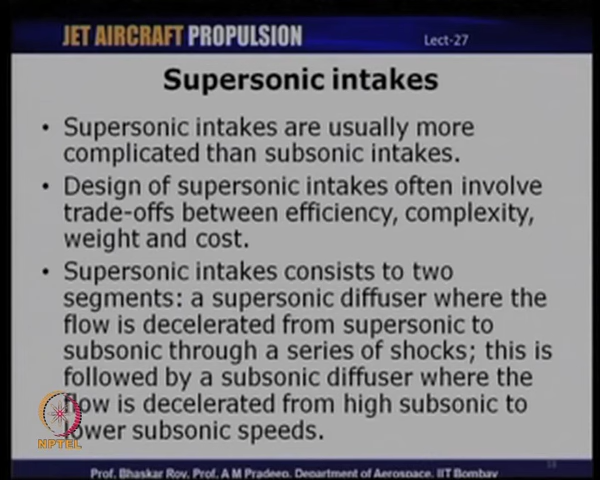 JET AIRCRAFT PROPULSION
Lect-27
Supersonic intakes
• Supersonic intakes are usually more
complicated than subsonic intakes.
• Design of supersonic intakes often involve
trade-offs between efficiency, complexity,
weight and cost.
• Supersonic intakes consists to two
segments: a supersonic diffuser where the
flow is decelerated from supersonic to
subsonic through a series of shocks; this is
followed by a subsonic diffuser where the
flow is decelerated from high subsonic to
lower subsonic speeds.
NPTEL
18
Prof. Bhaskar Roy, Prof. A M Pradeep, Department of Aerospace, IIT Bombay